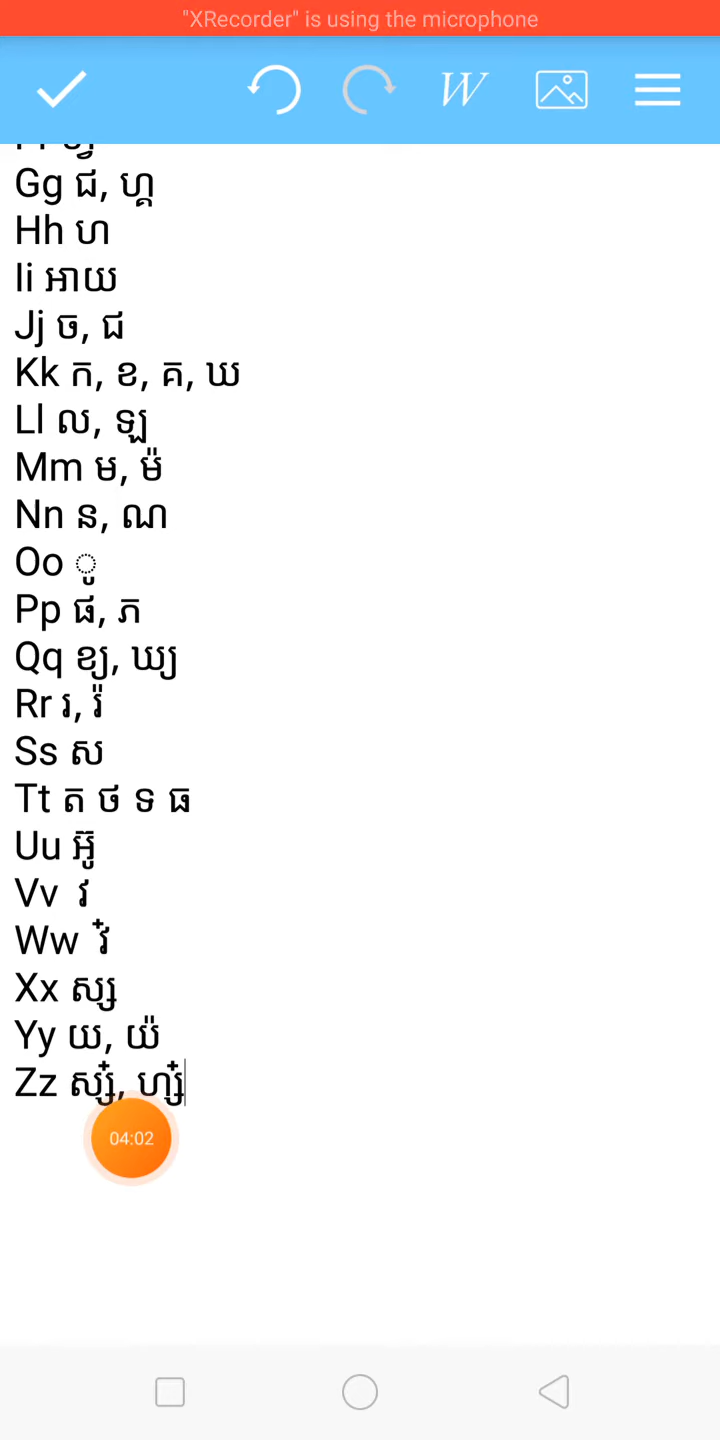 "XRecorder" is using the microphone
W
Gg ជ, ហ្គ
Hh ហ
Ii អាយ
Jj ច, ជ
Kk ក, ខ, គ, ឃ
Ll ល, ឡ
Mm ម, ម៉
Nn ន, ណ
Oo ូ
Pp ផ, ភ
Qq ខ្យ, ឃ្យ
Rr រ, រ៉
Ss ស
Tt ត ថ ទ ធ
Uu អ៊ូ
Vv វ
Ww វ៎
Xx ស្ស
Yy យ, យ៉
Zz ស្ស៎, ហ្ស៎
04:02